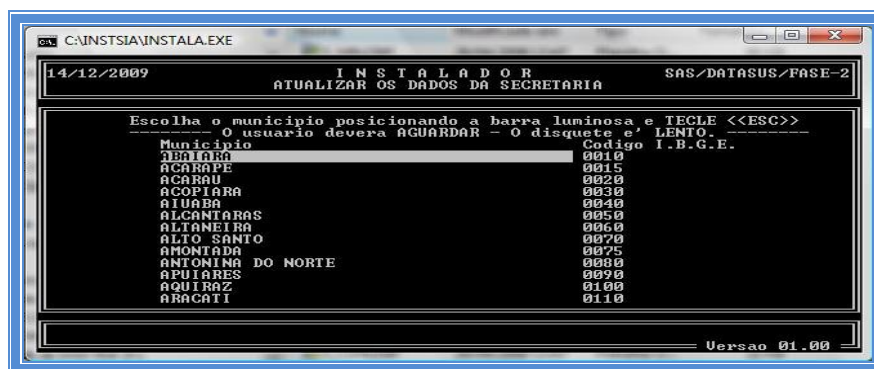 C:\INSTSIA\INSTALA.EXE
14/12/2009 I N S T A L A D O R SAS/DATASUS/FASE-2
ATUALIZAR OS DADOS DA SECRETARIA
Escolha o municipio posicionando a barra luminosa e TECLE <<ESC>>
-------- O usuario devera AGUARDAR - O disquete e' LENTO. --------
Municipio Codigo I.B.G.E.
ABAIARA 0010
ACARAPE 0015
ACARAU 0020
ACOPIARA 0030
AIUABA 0040
ALCANTARAS 0050
ALTANEIRA 0060
ALTO SANTO 0070
AMONTADA 0075
ANTONINA DO NORTE 0080
APUIARES 0090
AQUIRAZ 0100
ARACATI 0110
Versao 01.00